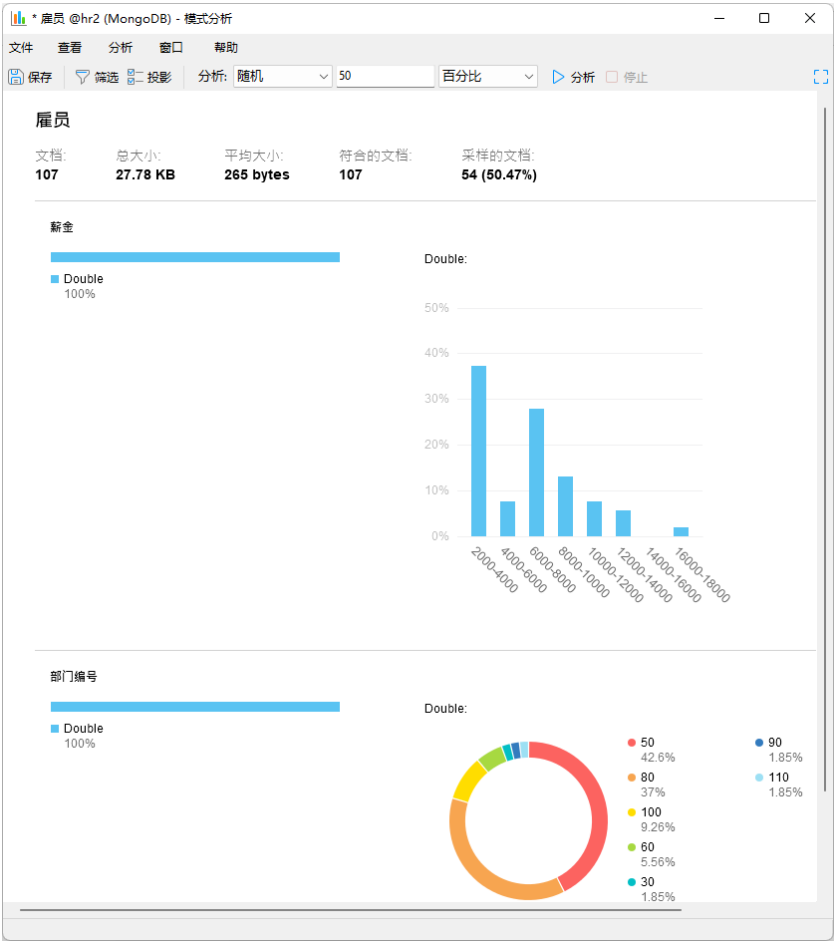 * 雇员 @hr2 (MongoDB) - 模式分析
文件 查看 分析 窗口 帮助
保存 筛选 投影 分析: 随机 50 百分比 分析 停止
雇员
文档: 总大小: 平均大小: 符合的文档: 采样的文档:
107 27.78 KB 265 bytes 107 54 (50.47%)
薪金
Double
100%
Double:
50%
40%
30%
20%
10%
0%
2000-4000
4000-6000
6000-8000
8000-10000
10000-12000
12000-14000
14000-16000
16000-18000
部门编号
Double
100%
Double:
50
42.6%
80
37%
100
9.26%
60
5.56%
30
1.85%
90
1.85%
110
1.85%